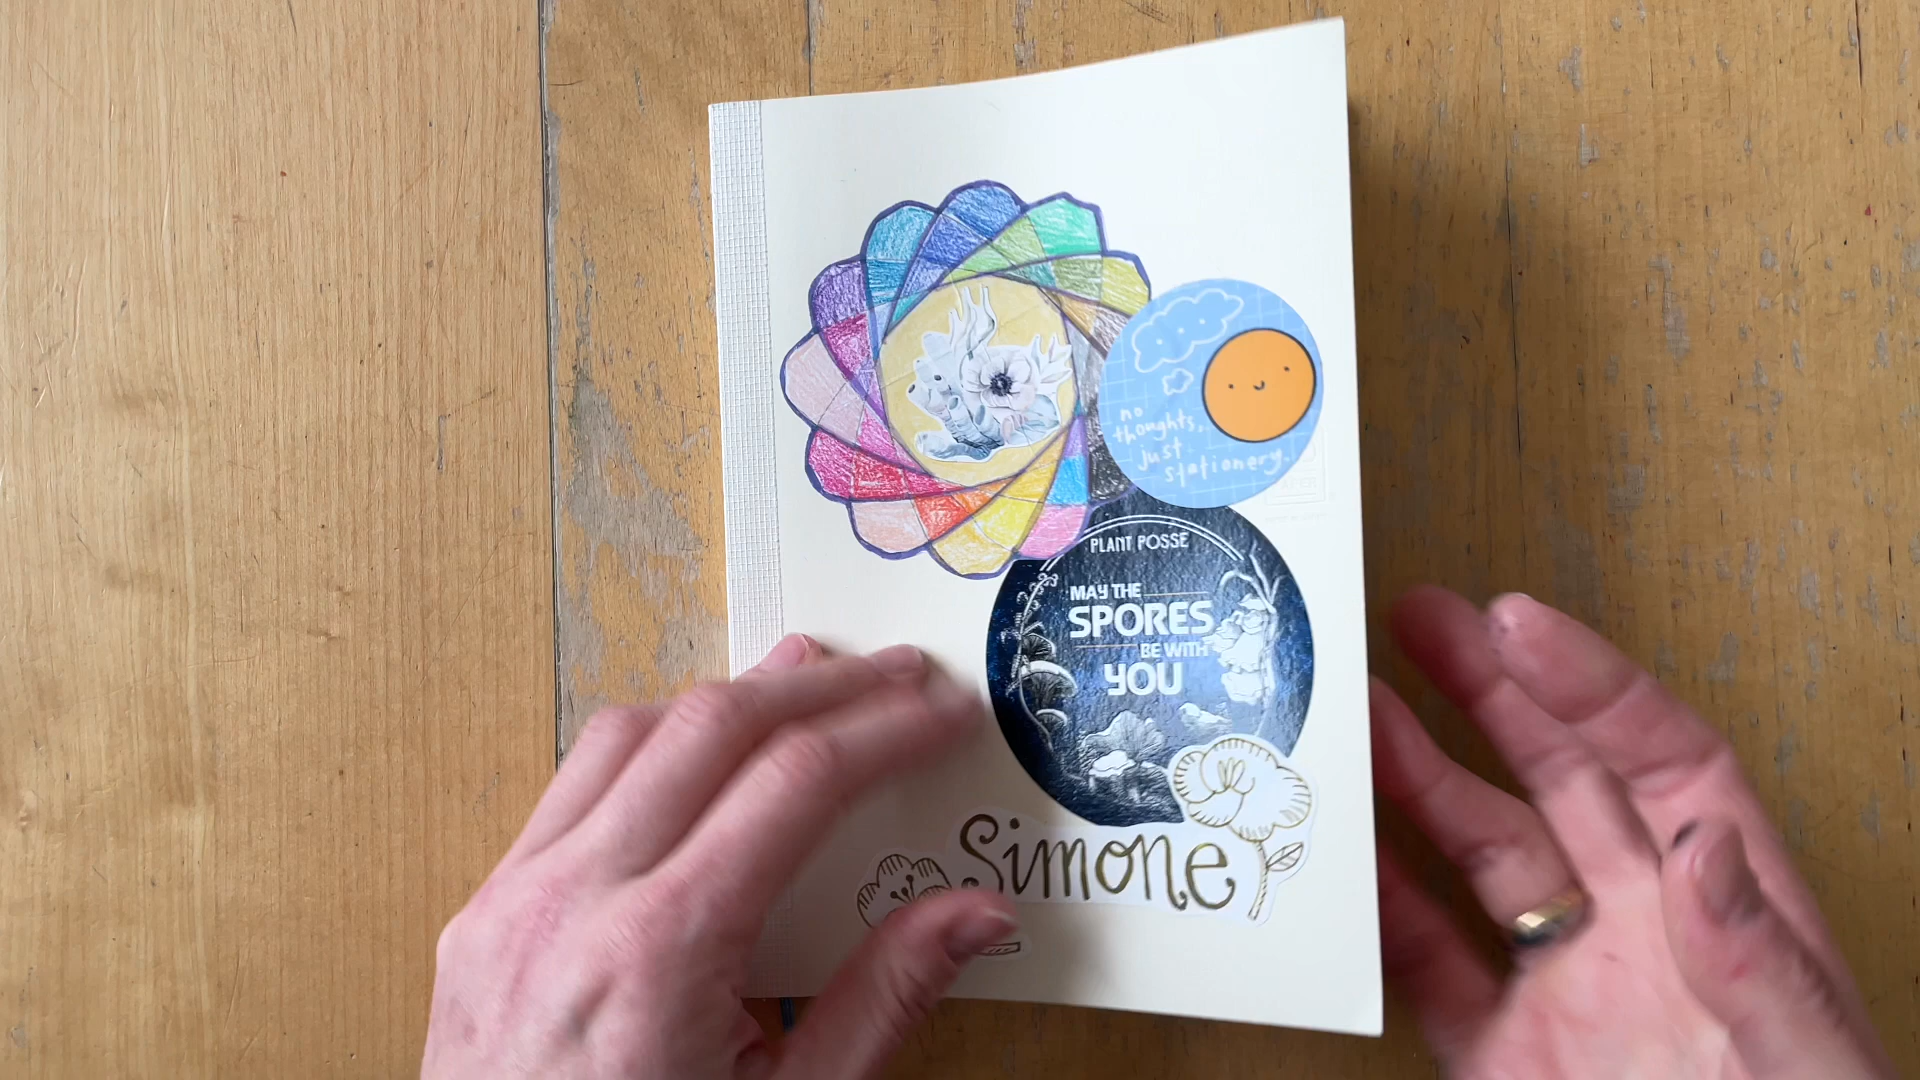 no
thoughts,
just
stationery.
PLANT POSSE
MAY THE
SPORES
BE WITH
YOU
Simone